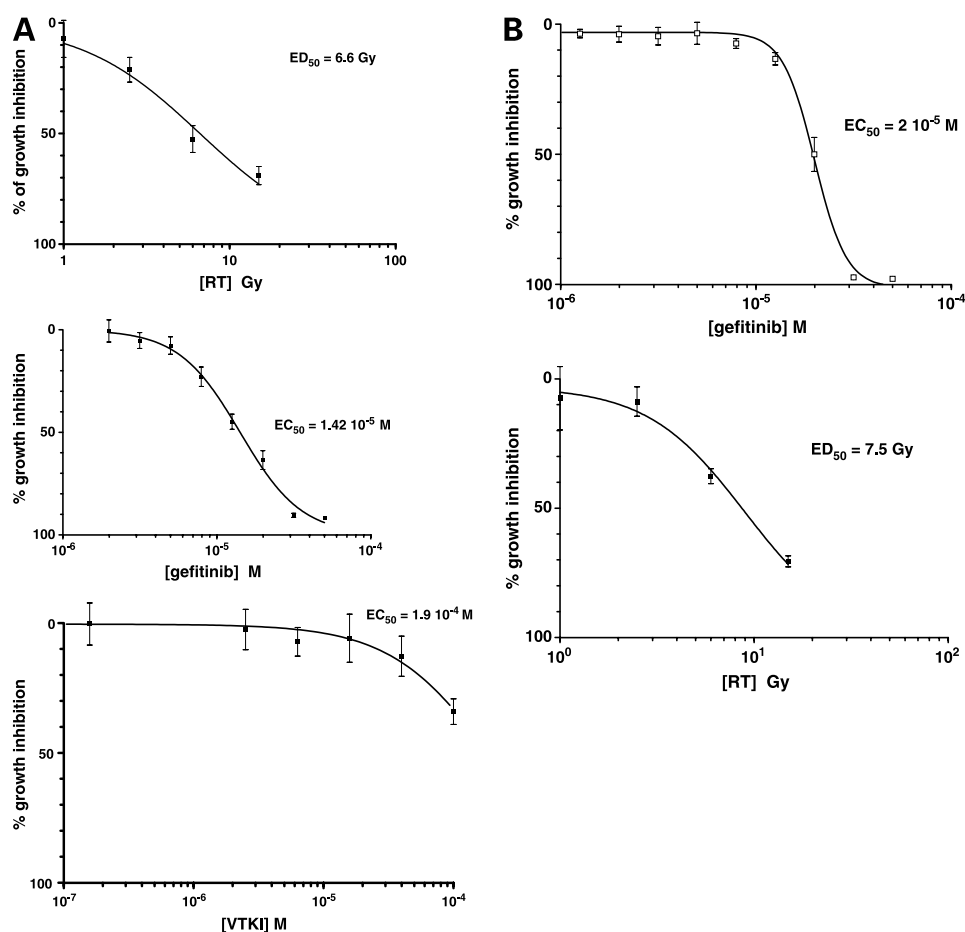 A
0
50
100
% of growth inhibition
ED50 = 6.6 Gy
1 10 100
[RT] Gy
0
50
100
% growth inhibition
EC50 = 1.42 10-5 M
10-6 10-5 10-4
[gefitinib] M
0
50
100
% growth inhibition
EC50 = 1.9 10-4 M
10-7 10-6 10-5 10-4
[VTKI] M
B
0
50
100
% growth inhibition
EC50 = 2 10-5 M
10-6 10-5 10-4
[gefitinib] M
0
50
100
% growth inhibition
ED50 = 7.5 Gy
100 101 102
[RT] Gy